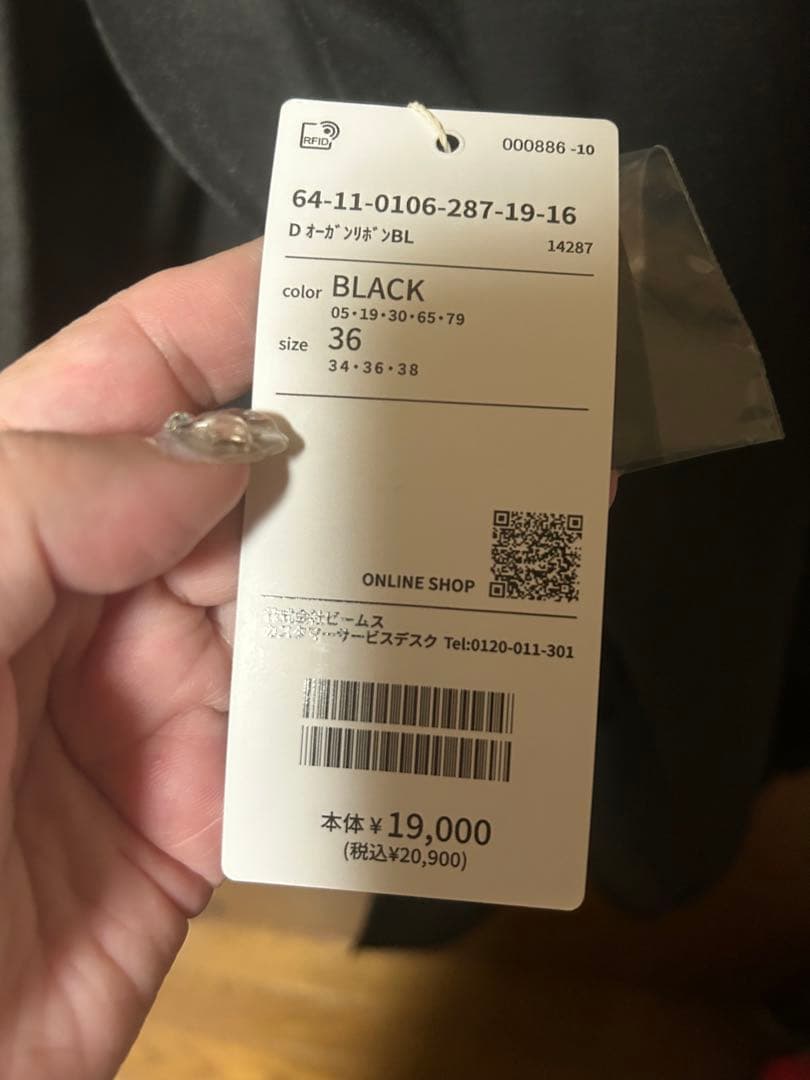 RFID
000886 -10
64-11-0106-287-19-16
D ｵｰｶﾞﾝﾘﾎﾞﾝBL
14287
color BLACK
05・19・30・65・79
size 36
34・36・38
ONLINE SHOP
株式会社ビームス
カスタマーサービスデスク Tel:0120-011-301
本体¥19,000
(税込¥20,900)